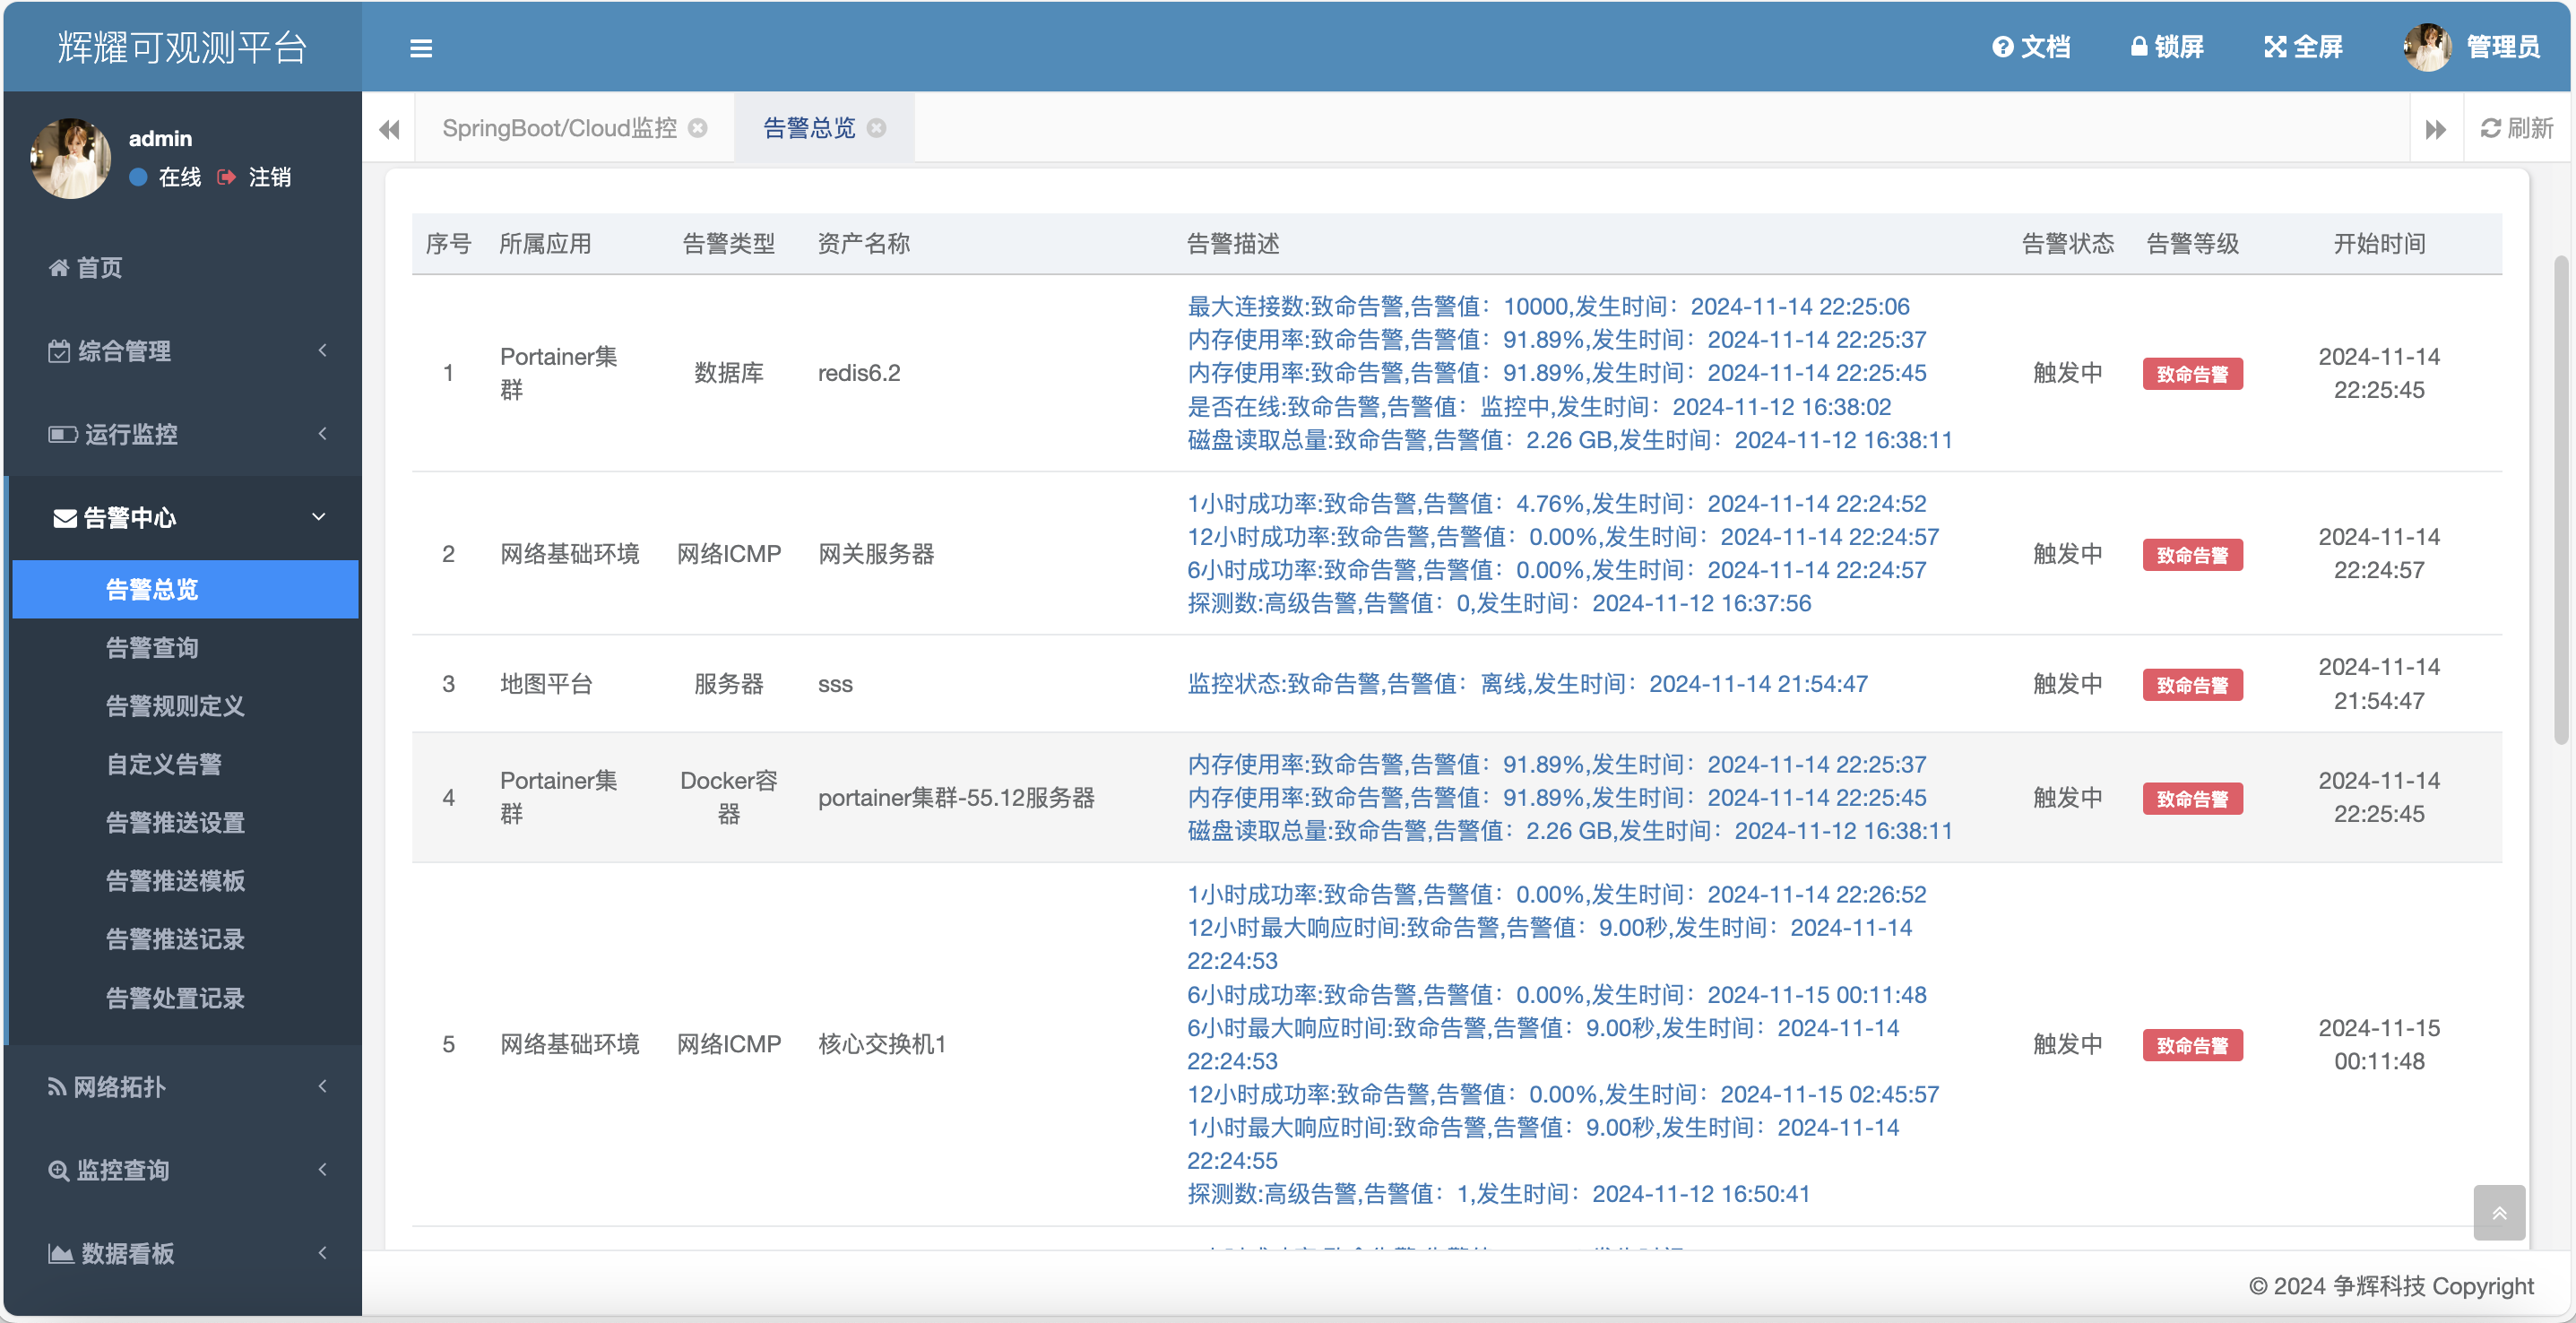 辉耀可观测平台
文档
锁屏
全屏
管理员
admin
在线 注销
首页
综合管理
运行监控
告警中心
告警总览
告警查询
告警规则定义
自定义告警
告警推送设置
告警推送模板
告警推送记录
告警处置记录
网络拓扑
监控查询
数据看板
SpringBoot/Cloud监控
告警总览
刷新
序号 所属应用 告警类型 资产名称 告警描述 告警状态 告警等级 开始时间
1
Portainer集
群
数据库
redis6.2
最大连接数:致命告警,告警值：10000,发生时间：2024-11-14 22:25:06
内存使用率:致命告警,告警值：91.89%,发生时间：2024-11-14 22:25:37
内存使用率:致命告警,告警值：91.89%,发生时间：2024-11-14 22:25:45
是否在线:致命告警,告警值：监控中,发生时间：2024-11-12 16:38:02
磁盘读取总量:致命告警,告警值：2.26 GB,发生时间：2024-11-12 16:38:11
触发中
致命告警
2024-11-14
22:25:45
2
网络基础环境
网络ICMP
网关服务器
1小时成功率:致命告警,告警值：4.76%,发生时间：2024-11-14 22:24:52
12小时成功率:致命告警,告警值：0.00%,发生时间：2024-11-14 22:24:57
6小时成功率:致命告警,告警值：0.00%,发生时间：2024-11-14 22:24:57
探测数:高级告警,告警值：0,发生时间：2024-11-12 16:37:56
触发中
致命告警
2024-11-14
22:24:57
3
地图平台
服务器
sss
监控状态:致命告警,告警值：离线,发生时间：2024-11-14 21:54:47
触发中
致命告警
2024-11-14
21:54:47
4
Portainer集
群
Docker容
器
portainer集群-55.12服务器
内存使用率:致命告警,告警值：91.89%,发生时间：2024-11-14 22:25:37
内存使用率:致命告警,告警值：91.89%,发生时间：2024-11-14 22:25:45
磁盘读取总量:致命告警,告警值：2.26 GB,发生时间：2024-11-12 16:38:11
触发中
致命告警
2024-11-14
22:25:45
5
网络基础环境
网络ICMP
核心交换机1
1小时成功率:致命告警,告警值：0.00%,发生时间：2024-11-14 22:26:52
12小时最大响应时间:致命告警,告警值：9.00秒,发生时间：2024-11-14
22:24:53
6小时成功率:致命告警,告警值：0.00%,发生时间：2024-11-15 00:11:48
6小时最大响应时间:致命告警,告警值：9.00秒,发生时间：2024-11-14
22:24:53
12小时成功率:致命告警,告警值：0.00%,发生时间：2024-11-15 02:45:57
1小时最大响应时间:致命告警,告警值：9.00秒,发生时间：2024-11-14
22:24:55
探测数:高级告警,告警值：1,发生时间：2024-11-12 16:50:41
触发中
致命告警
2024-11-15
00:11:48
© 2024 争辉科技 Copyright